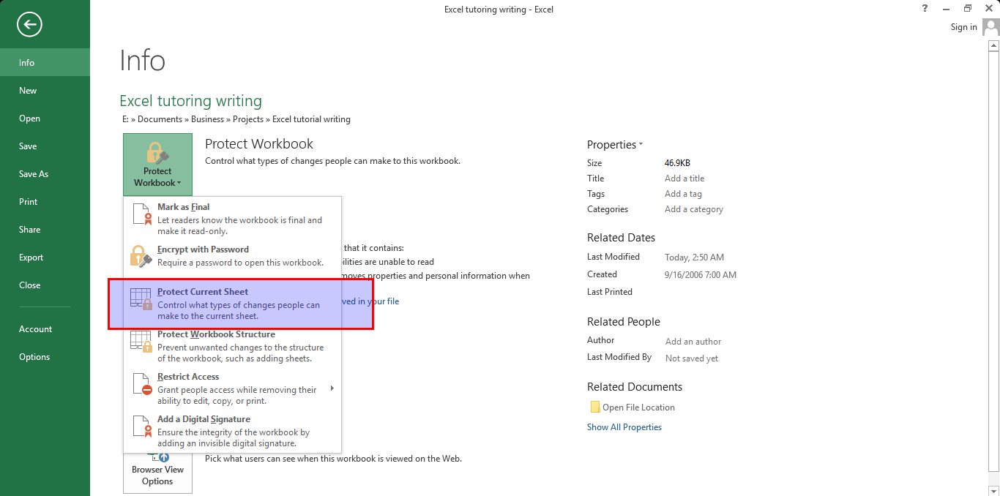 Excel tutoring writing - Excel
?
Sign in
Info
New
Open
Save
Save As
Print
Share
Export
Close
Account
Options
Info
Excel tutoring writing
E: » Documents » Business » Projects » Excel tutorial writing
Protect
Workbook
Protect Workbook
Control what types of changes people can make to this workbook.
Mark as Final
Let readers know the workbook is final and
make it read-only.
Encrypt with Password
Require a password to open this workbook.
Protect Current Sheet
Control what types of changes people can
make to the current sheet.
Protect Workbook Structure
Prevent unwanted changes to the structure
of the workbook, such as adding sheets.
Restrict Access
Grant people access while removing their
ability to edit, copy, or print.
Add a Digital Signature
Ensure the integrity of the workbook by
adding an invisible digital signature.
that it contains:
ilities are unable to read
moves properties and personal information when
ved in your file
Browser View
Options
Pick what users can see when this workbook is viewed on the Web.
Properties
Size 46.9KB
Title Add a title
Tags Add a tag
Categories Add a category
Related Dates
Last Modified Today, 2:50 AM
Created 9/16/2006 7:00 AM
Last Printed
Related People
Author Add an author
Last Modified By Not saved yet
Related Documents
Open File Location
Show All Properties